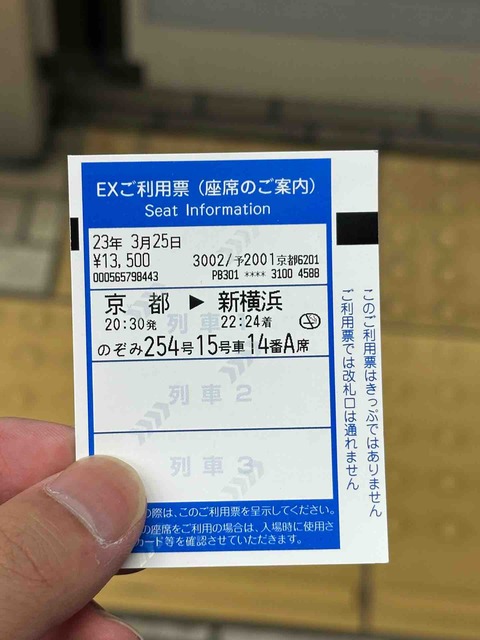 EXご利用票（座席のご案内）
Seat Information
23年 3月25日
¥13,500 3002/予2001京都6201
000565798443 PB301 **** 3100 4588
京 都 ▶ 新横浜
20:30発 22:24着
のぞみ254号15号車14番A席
列車2
列車3
の際は、このご利用票を呈示してください。
の座席をご利用の場合は、入場時に使用さ
カード等を確認させていただきます。
このご利用票はきっぷではありません
ご利用票では改札口は通れません